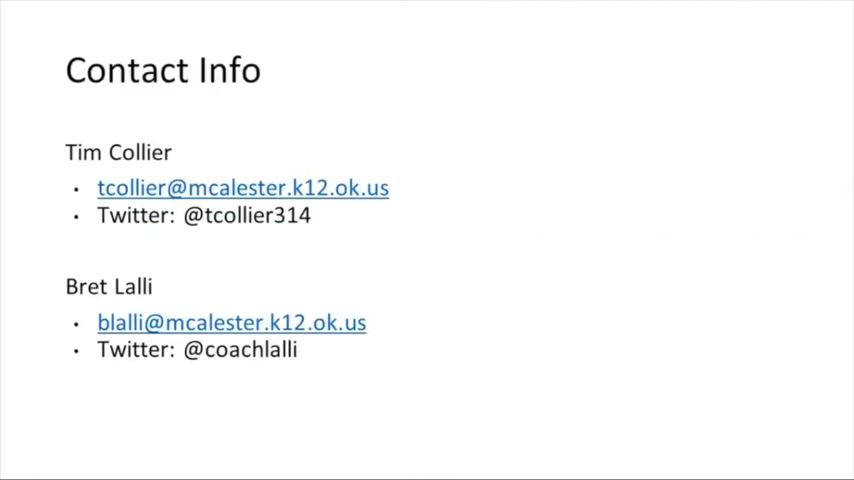 Contact Info
Tim Collier
• tcollier@mcalester.k12.ok.us
• Twitter: @tcollier314
Bret Lalli
• blalli@mcalester.k12.ok.us
• Twitter: @coachlalli